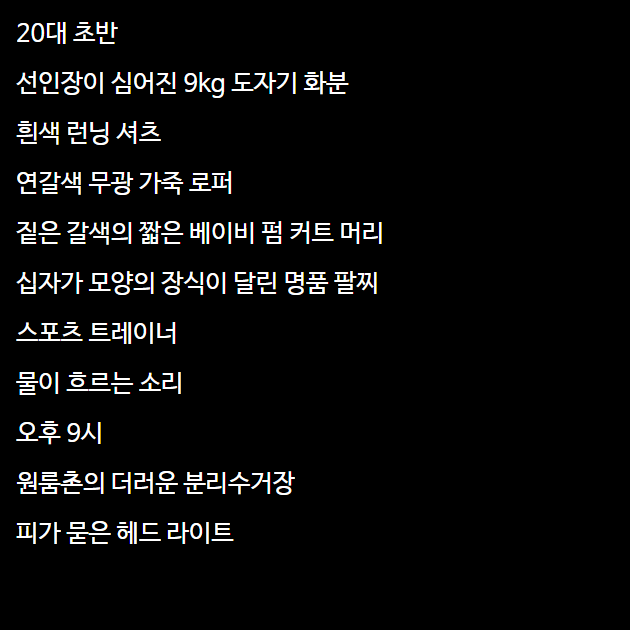 20대 초반
선인장이 심어진 9kg 도자기 화분
흰색 런닝 셔츠
연갈색 무광 가죽 로퍼
짙은 갈색의 짧은 베이비 펌 커트 머리
십자가 모양의 장식이 달린 명품 팔찌
스포츠 트레이너
물이 흐르는 소리
오후 9시
원룸촌의 더러운 분리수거장
피가 묻은 헤드 라이트